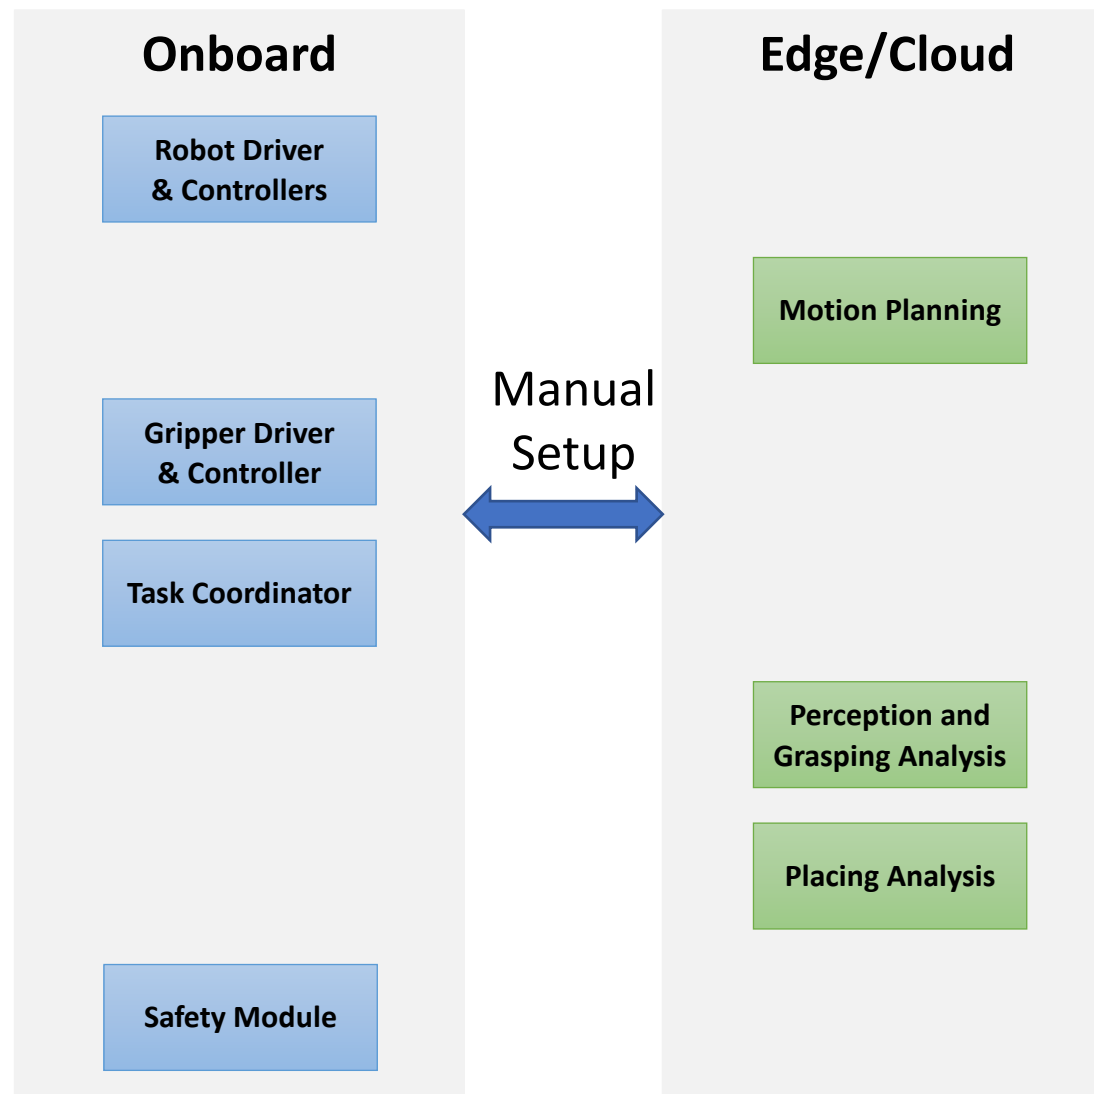 Onboard
Robot Driver
& Controllers
Gripper Driver
& Controller
Task Coordinator
Safety Module
Manual
Setup
Edge/Cloud
Motion Planning
Perception and
Grasping Analysis
Placing Analysis